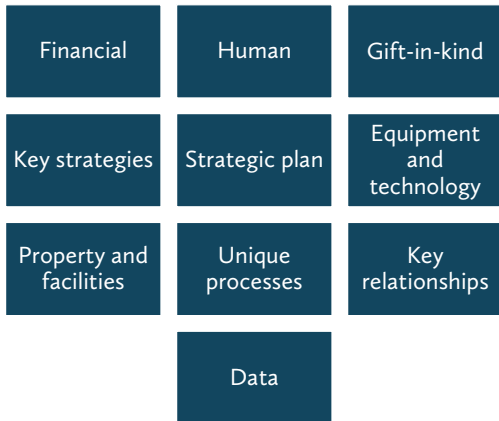 Financial
Human
Gift-in-kind
Key strategies
Strategic plan
Equipment
and
technology
Property and
facilities
Unique
processes
Key
relationships
Data